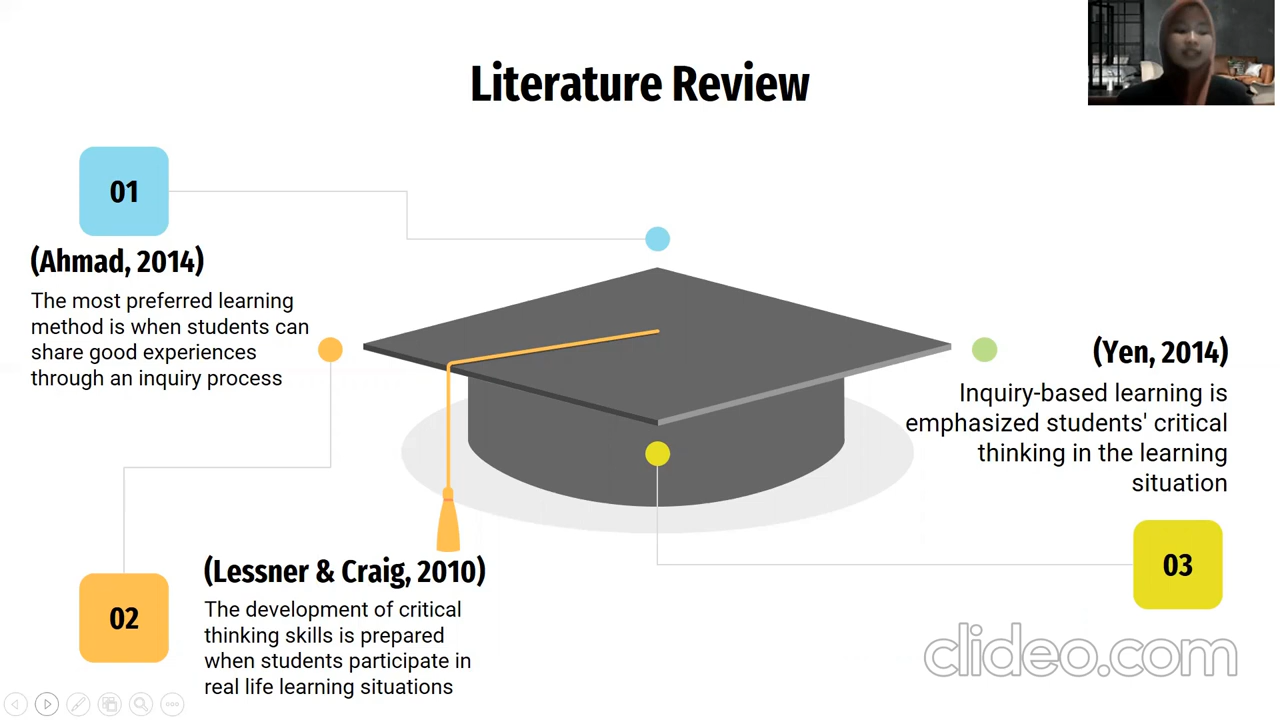 Literature Review
01
(Ahmad, 2014)
The most preferred learning
method is when students can
share good experiences
through an inquiry process
02
(Lessner & Craig, 2010)
The development of critical
thinking skills is prepared
when students participate in
real life learning situations
(Yen, 2014)
Inquiry-based learning is
emphasized students' critical
thinking in the learning
situation
03
clideo.com